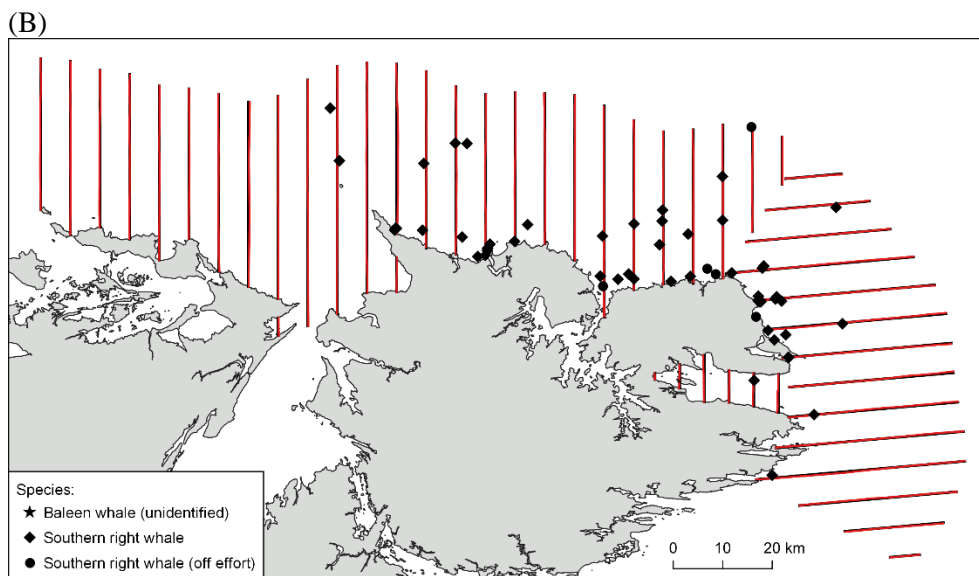 (B)
Species:
Baleen whale (unidentified)
Southern right whale
Southern right whale (off effort)
0 10 20 km